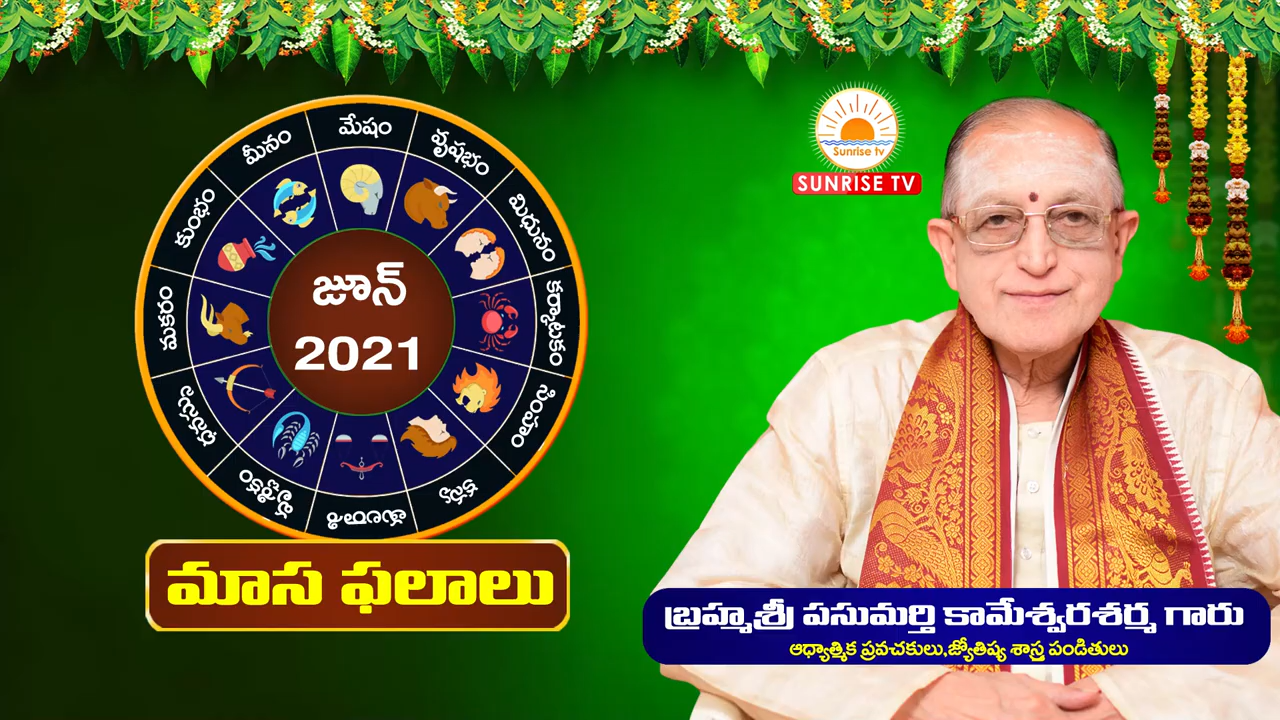 మేషం
వృషభం
మిధునం
కర్కాటకం
సింహం
కన్య
తులారాశి
వృశ్చికం
ధనుస్సు
మకరం
కుంభం
మీనం
జూన్
2021
మాస ఫలాలు
Sunrise tv
SUNRISE TV
బ్రహ్మశ్రీ పసుమర్తి కామేశ్వరశర్మ గారు
ఆధ్యాత్మిక ప్రవచకులు,జ్యోతిష్య శాస్త్ర పండితులు